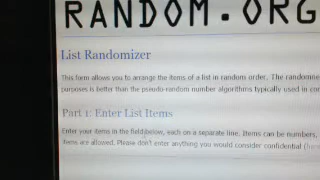 RANDOM.ORG
List Randomizer
This form allows you to arrange the items of a list in random order. The randomne
purposes is better than the pseudo-random number algorithms typically used in com
Part 1: Enter List Items
Enter your items in the field below, each on a separate line. Items can be numbers,
items are allowed. Please don't enter anything you would consider confidential